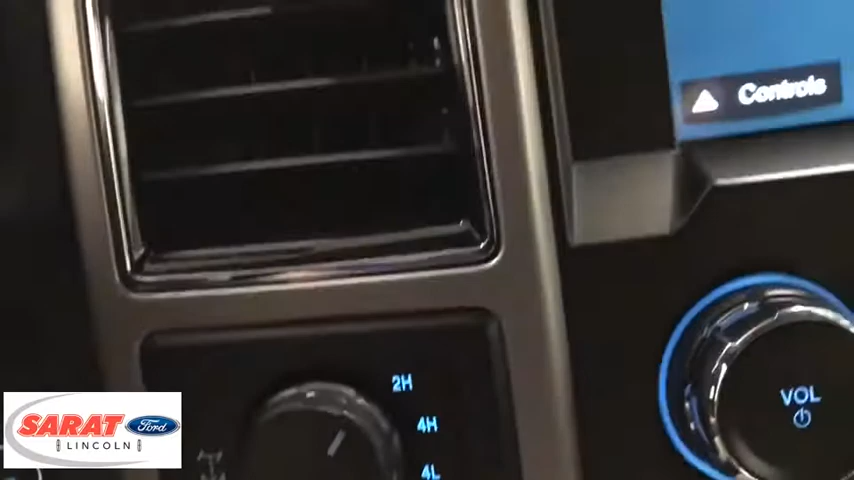 Controls
2H
4H
4L
VOL
SARAT
Ford
LINCOLN